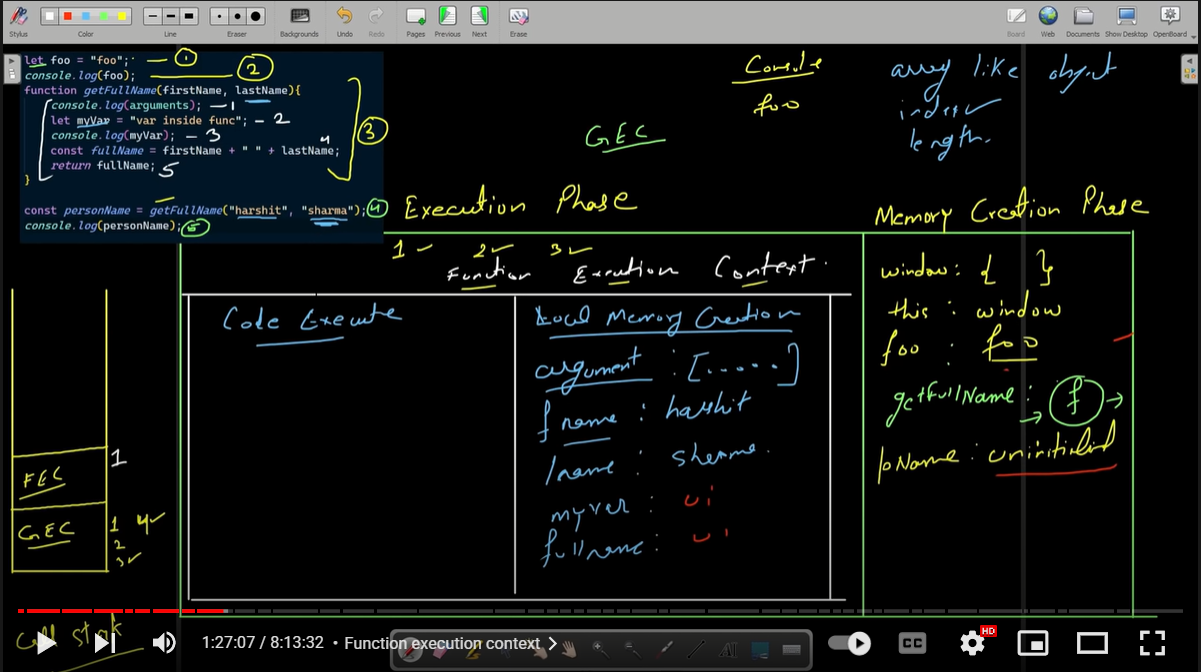 Stylus Color Line Eraser Backgrounds Undo Redo Pages Previous Next Erase Board Web Documents Show Desktop OpenBoard
let foo = "foo"; 1
console.log(foo); 2
function getFullName(firstName, lastName){
console.log(arguments); 1
let myVar = "var inside func"; 2
console.log(myVar); 3
const fullName = firstName + " " + lastName; 4
return fullName; 5
} 3
const personName = getFullName("harshit", "sharma"); 4
console.log(personName); 5
Console
foo
array like object
index
length.
GEC
Execution Phase
Memory Creation Phase
1 2 3
Function Execution Context.
Code Execute
Local Memory Creation
argument : [.....]
fname : harshit
lname : sharma.
myvar : ui
fullname : ui
window : { }
this : window
foo : foo
getFullName : f
pName : uninitialized
FEC 1
GEC 1 4
2
3
Call stack
1:27:07 / 8:13:32 • Function execution context
CC
HD